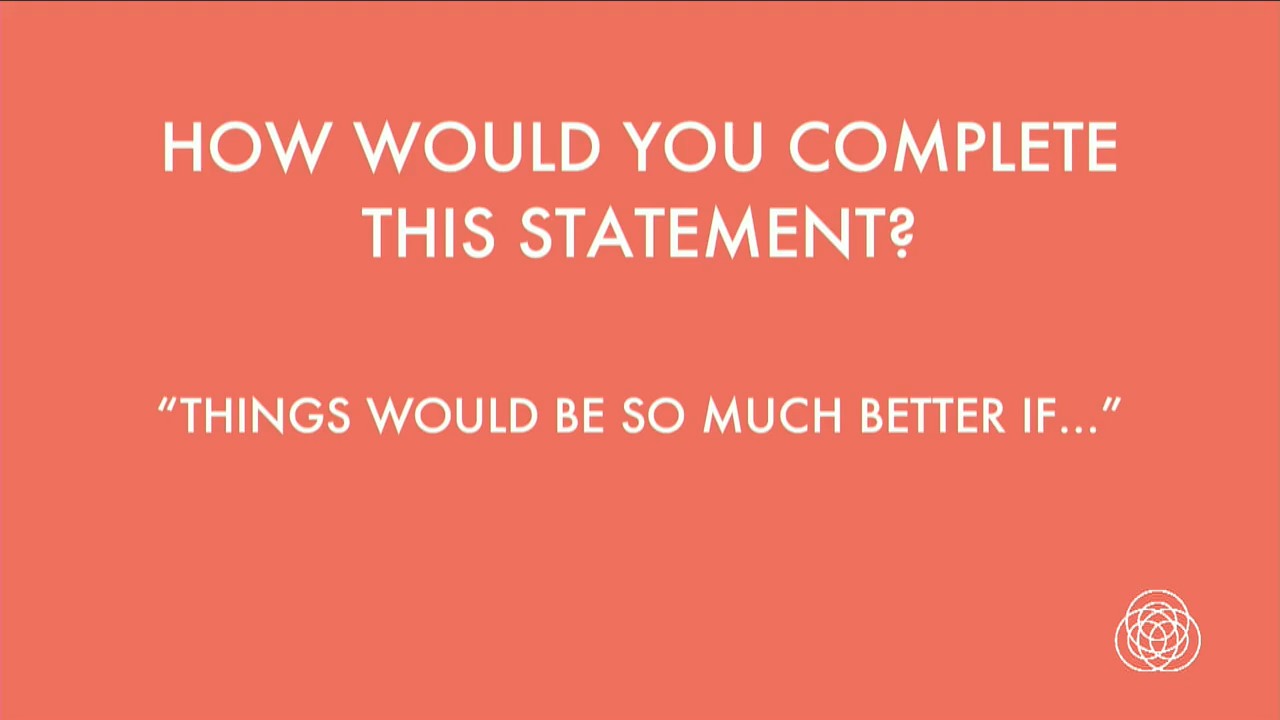 HOW WOULD YOU COMPLETE
THIS STATEMENT?
“THINGS WOULD BE SO MUCH BETTER IF...”